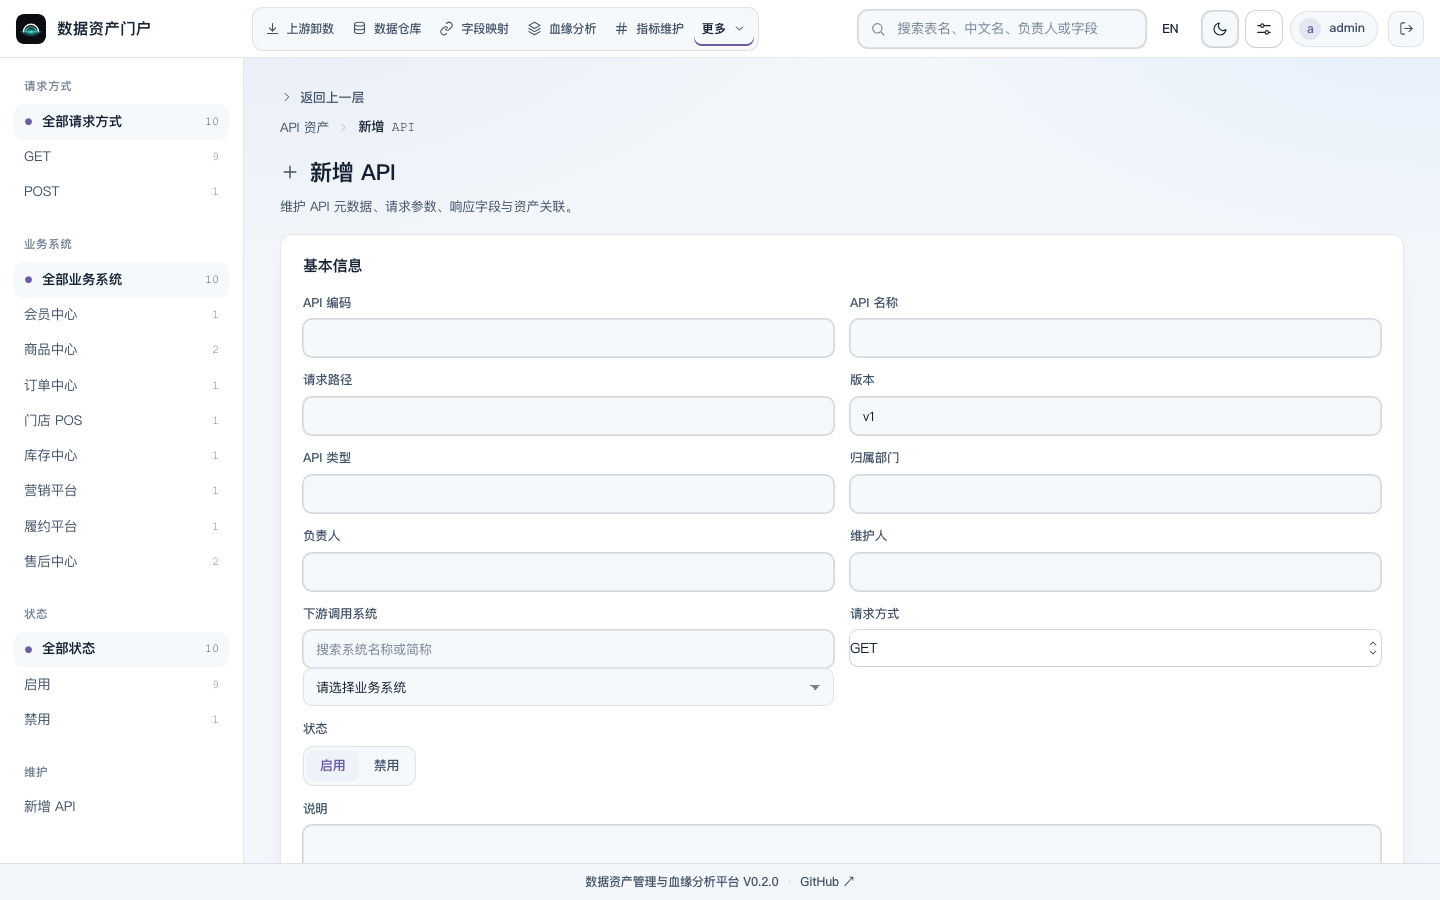 数据资产门户
上游卸数
数据仓库
字段映射
血缘分析
指标维护
更多
搜索表名、中文名、负责人或字段
EN
a
admin
请求方式
全部请求方式 10
GET 9
POST 1
业务系统
全部业务系统 10
会员中心 1
商品中心 2
订单中心 1
门店 POS 1
库存中心 1
营销平台 1
履约平台 1
售后中心 2
状态
全部状态 10
启用 9
禁用 1
维护
新增 API
返回上一层
API 资产 新增 API
新增 API
维护 API 元数据、请求参数、响应字段与资产关联。
基本信息
API 编码
API 名称
请求路径
版本
v1
API 类型
归属部门
负责人
维护人
下游调用系统
请求方式
搜索系统名称或简称
GET
请选择业务系统
状态
启用
禁用
说明
数据资产管理与血缘分析平台 V0.2.0 · GitHub ↗